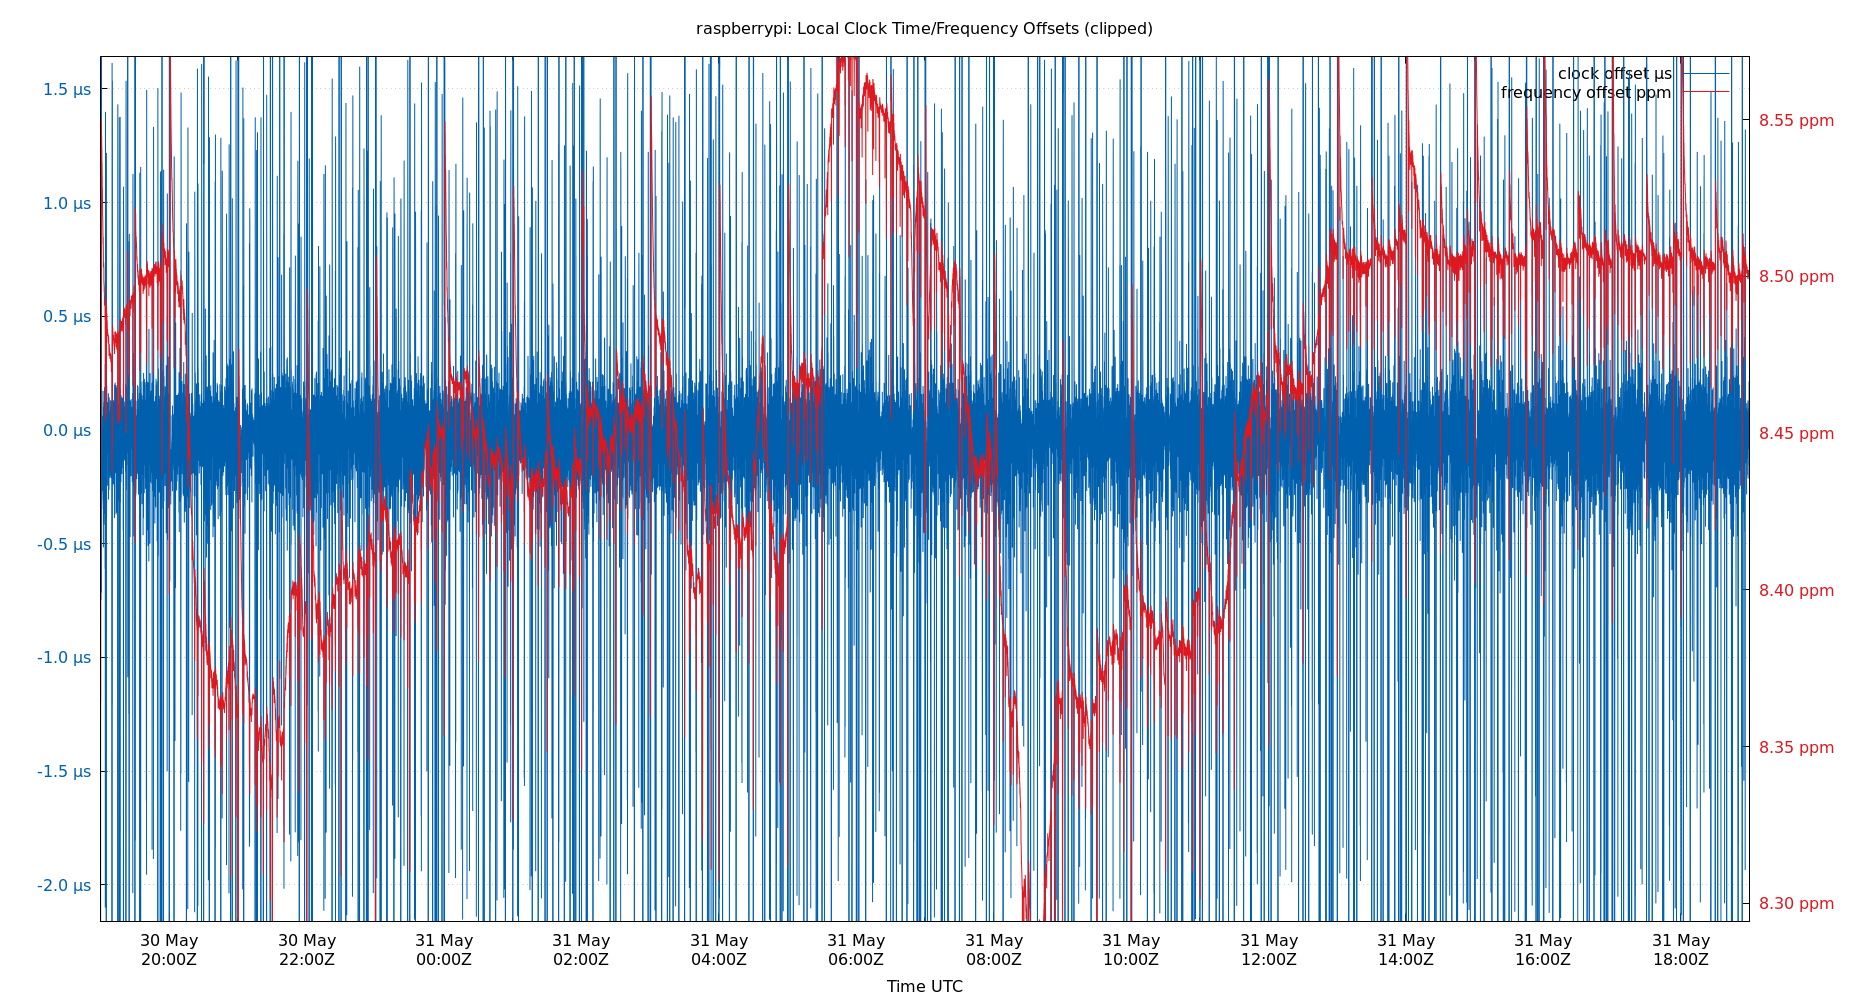 raspberrypi: Local Clock Time/Frequency Offsets (clipped)
clock offset µs
frequency offset ppm
1.5 µs
1.0 µs
0.5 µs
0.0 µs
-0.5 µs
-1.0 µs
-1.5 µs
-2.0 µs
8.55 ppm
8.50 ppm
8.45 ppm
8.40 ppm
8.35 ppm
8.30 ppm
30 May 30 May 31 May 31 May 31 May 31 May 31 May 31 May 31 May 31 May 31 May 31 May
20:00Z 22:00Z 00:00Z 02:00Z 04:00Z 06:00Z 08:00Z 10:00Z 12:00Z 14:00Z 16:00Z 18:00Z
Time UTC